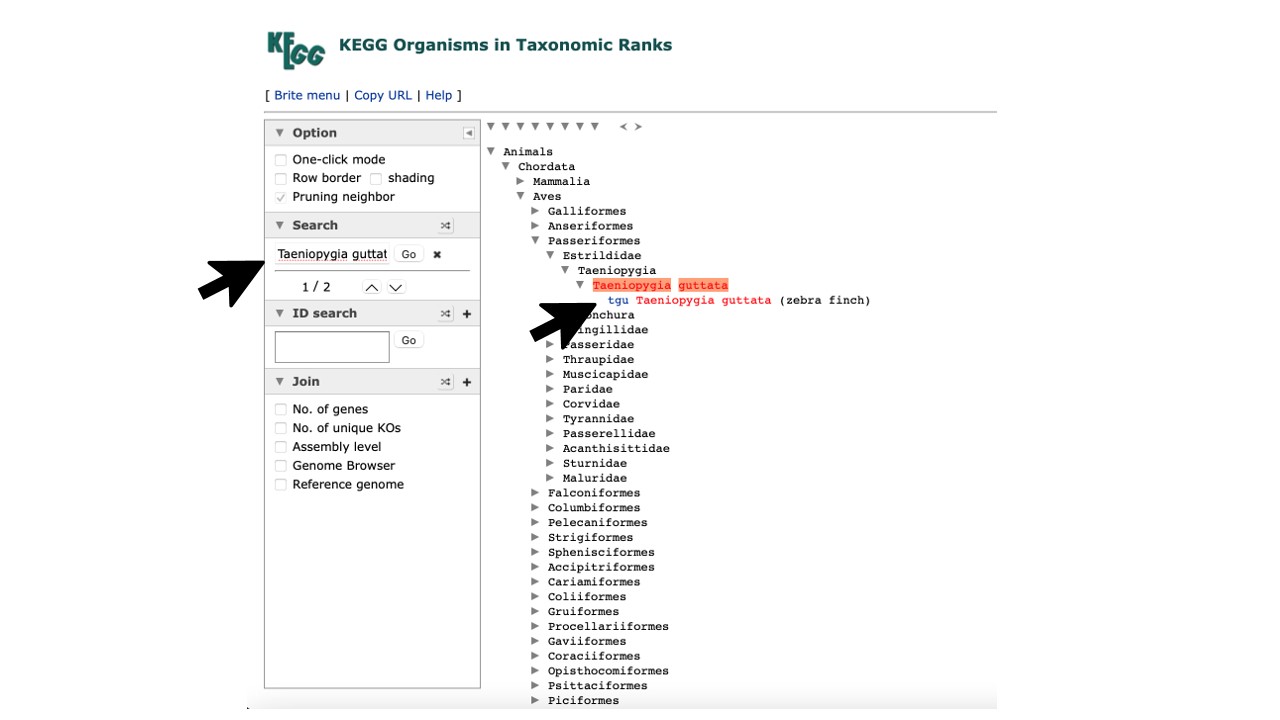 KEGG
KEGG Organisms in Taxonomic Ranks
[ Brite menu | Copy URL | Help ]
Option
One-click mode
Row border shading
Pruning neighbor
Search
Taeniopygia guttat Go
1 / 2
ID search
Go
Join
No. of genes
No. of unique KOs
Assembly level
Genome Browser
Reference genome
Animals
Chordata
Mammalia
Aves
Galliformes
Anseriformes
Passeriformes
Estrildidae
Taeniopygia
Taeniopygia guttata
tgu Taeniopygia guttata (zebra finch)
onchura
ingillidae
Passeridae
Thraupidae
Muscicapidae
Paridae
Corvidae
Tyrannidae
Passerellidae
Acanthisittidae
Sturnidae
Maluridae
Falconiformes
Columbiformes
Pelecaniformes
Strigiformes
Sphenisciformes
Accipitriformes
Cariamiformes
Coliiformes
Gruiformes
Procellariiformes
Gaviiformes
Coraciiformes
Opisthocomiformes
Psittaciformes
Piciformes